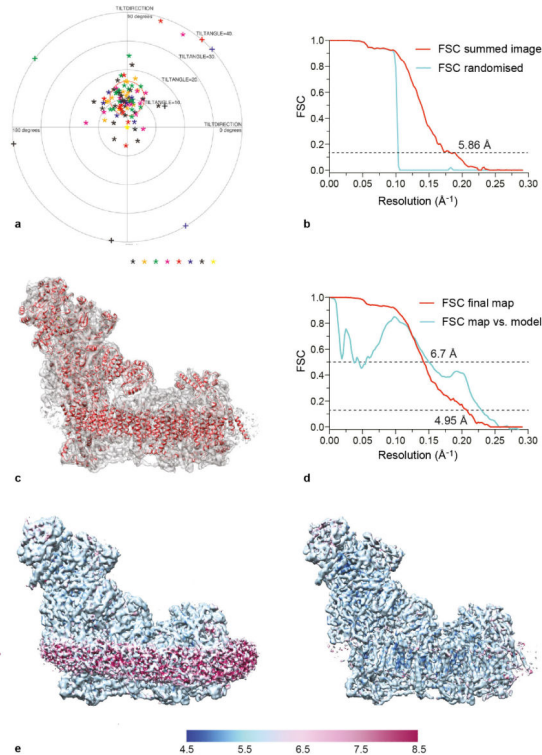 TILTDIRECTION
90 degrees
TILTANGLE=40
TILTANGLE=30
TILTANGLE=20
TILTANGLE=10
180 degrees
TILTDIRECTION
0 degrees
a
b
FSC summed image
FSC randomised
FSC
1.0
0.8
0.6
0.4
0.2
0.0
5.86 Å
0.00 0.05 0.10 0.15 0.20 0.25 0.30
Resolution (Å-1)
c
d
FSC final map
FSC map vs. model
FSC
1.0
0.8
0.6
0.4
0.2
0.0
6.7 Å
4.95 Å
0.00 0.05 0.10 0.15 0.20 0.25 0.30
Resolution (Å-1)
e
4.5 5.5 6.5 7.5 8.5